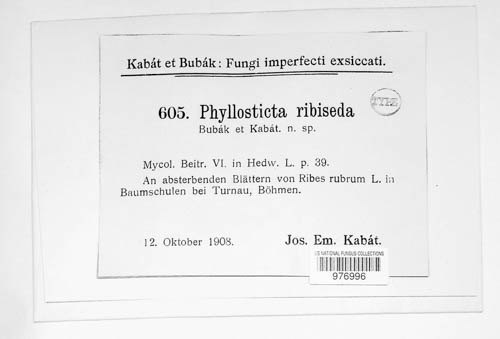 Kabát et Bubák: Fungi imperfecti exsiccati.
605. Phyllosticta ribiseda
TYPE
Bubák et Kabát. n. sp.
Mycol. Beitr. VI. in Hedw. L. p. 39.
An absterbenden Blättern von Ribes rubrum L. in
Baumschulen bei Turnau, Böhmen.
12. Oktober 1908. Jos. Em. Kabát.
US NATIONAL FUNGUS COLLECTIONS
976996